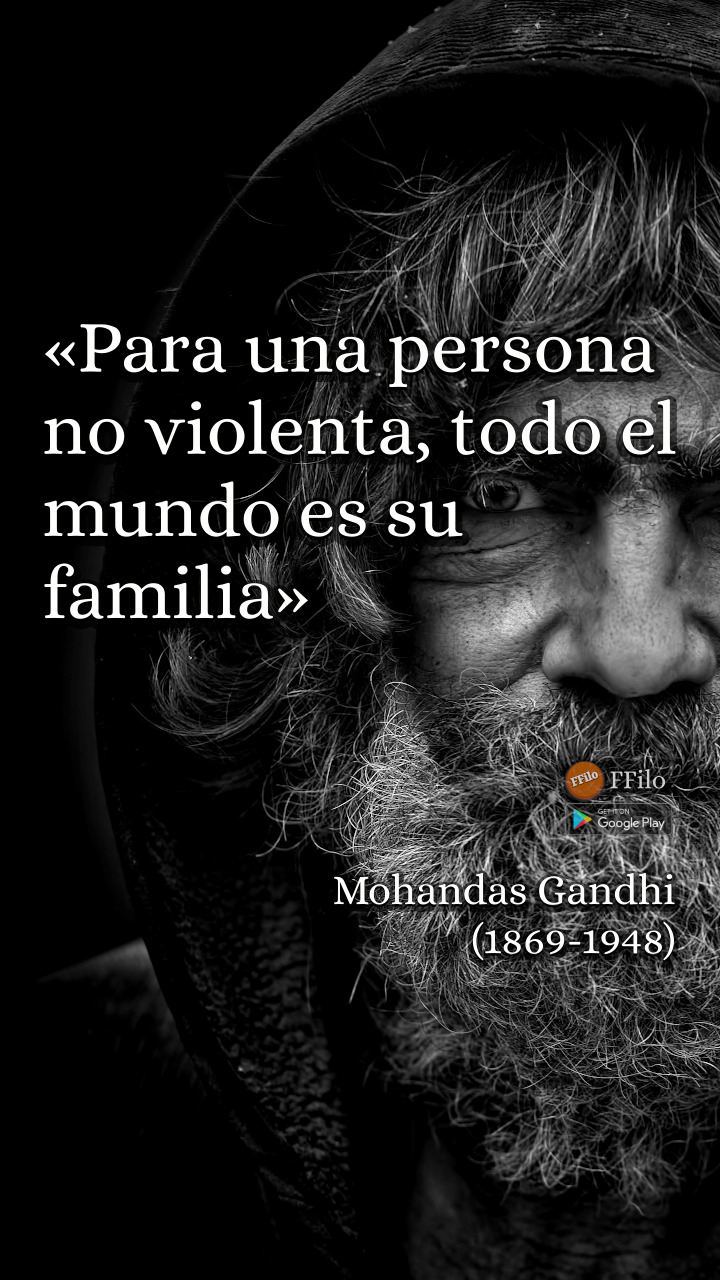 «Para una persona
no violenta, todo el
mundo es su
familia»
FFilo
FFilo
GET IT ON
Google Play
Mohandas Gandhi
(1869-1948)